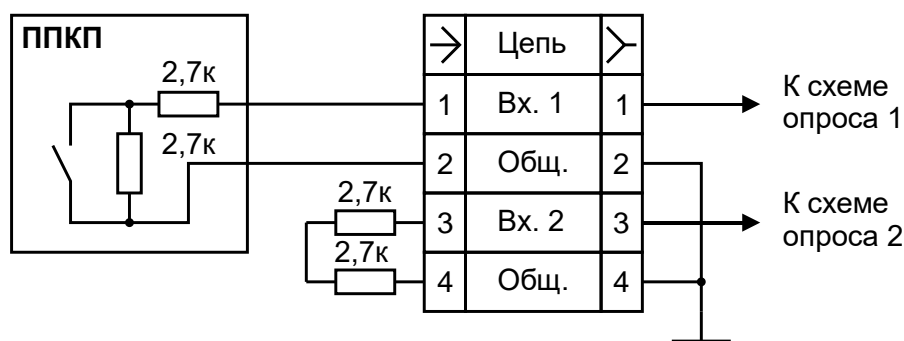 ППКП
2,7к
2,7к
Цепь
1 Вх. 1 1
2 Общ. 2
3 Вх. 2 3
4 Общ. 4
2,7к
2,7к
К схеме
опроса 1
К схеме
опроса 2